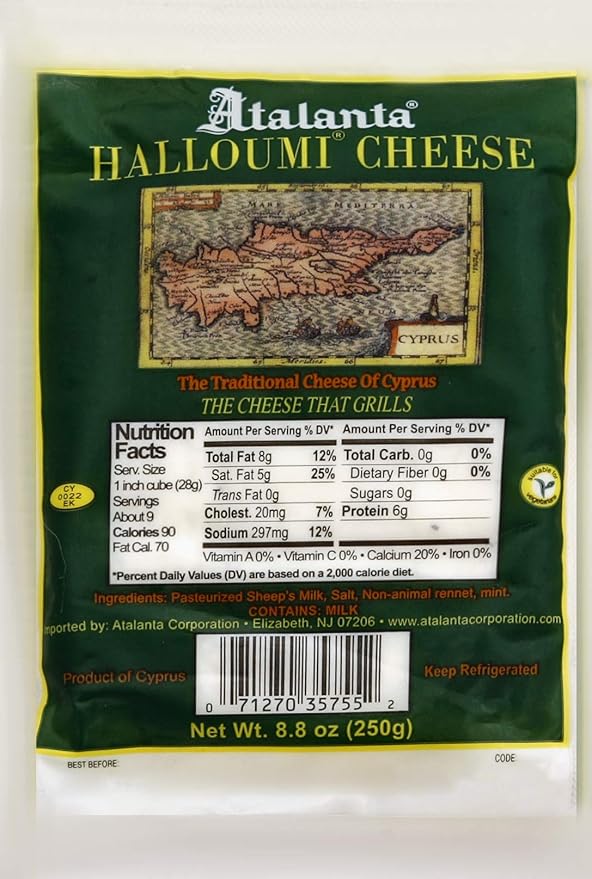 Atalanta®
HALLOUMI® CHEESE
MARE MEDITERRA
CYPRUS
Meridies.
The Traditional Cheese Of Cyprus
THE CHEESE THAT GRILLS
Nutrition
Facts
Serv. Size
1 inch cube (28g)
Servings
About 9
Calories 90
Fat Cal. 70
Amount Per Serving % DV*
Total Fat 8g 12%
Sat. Fat 5g 25%
Trans Fat 0g
Cholest. 20mg 7%
Sodium 297mg 12%
Amount Per Serving % DV*
Total Carb. 0g 0%
Dietary Fiber 0g 0%
Sugars 0g
Protein 6g
Vitamin A 0% • Vitamin C 0% • Calcium 20% • Iron 0%
*Percent Daily Values (DV) are based on a 2,000 calorie diet.
CY
0022
EK
Suitable for
vegetarians
Ingredients: Pasteurized Sheep's Milk, Salt, Non-animal rennet, mint.
CONTAINS: MILK
mported by: Atalanta Corporation • Elizabeth, NJ 07206 • www.atalantacorporation.com
Product of Cyprus
0 71270 35755 2
Keep Refrigerated
Net Wt. 8.8 oz (250g)
BEST BEFORE:
CODE